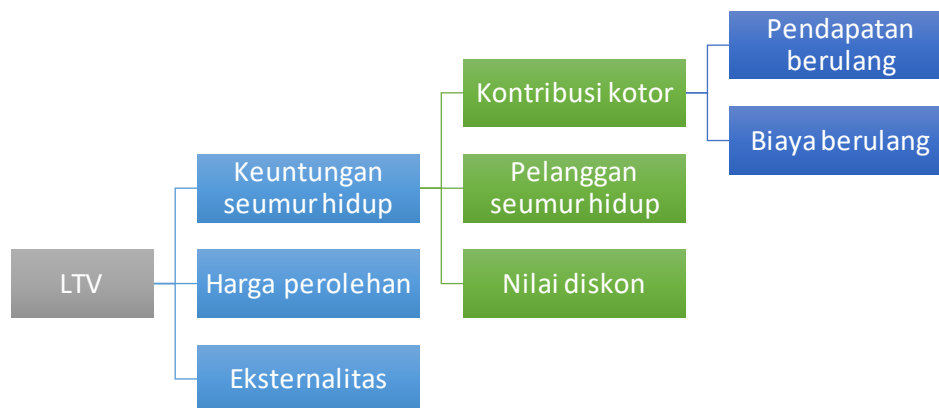 LTV
Keuntungan
seumur hidup
Harga perolehan
Eksternalitas
Kontribusi kotor
Pelanggan
seumur hidup
Nilai diskon
Pendapatan
berulang
Biaya berulang